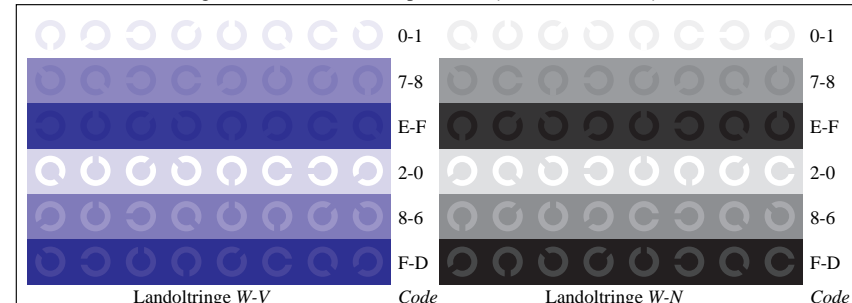 0-1 0-1
7-8 7-8
E-F E-F
2-0 2-0
8-6 8-6
F-D F-D
Landoltringe W-V Code Landoltringe W-N Code